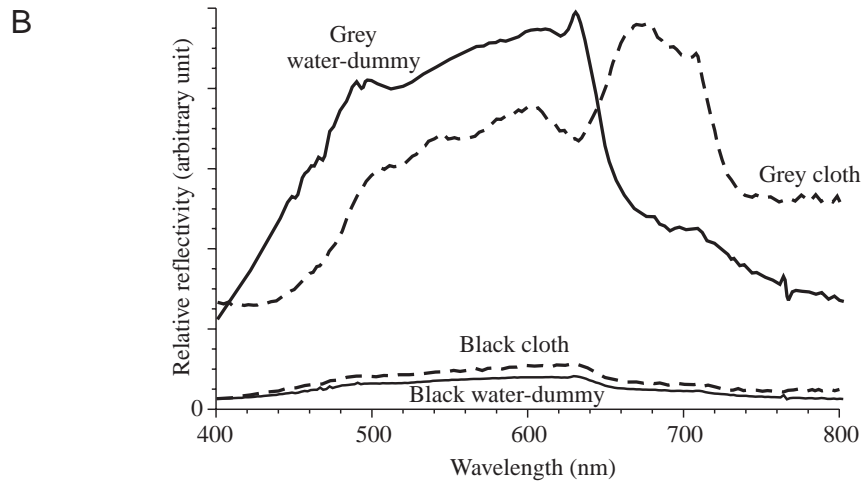 B
Grey
water-dummy
Grey cloth
Black cloth
Black water-dummy
Relative reflectivity (arbitrary unit)
0
400 500 600 700 800
Wavelength (nm)